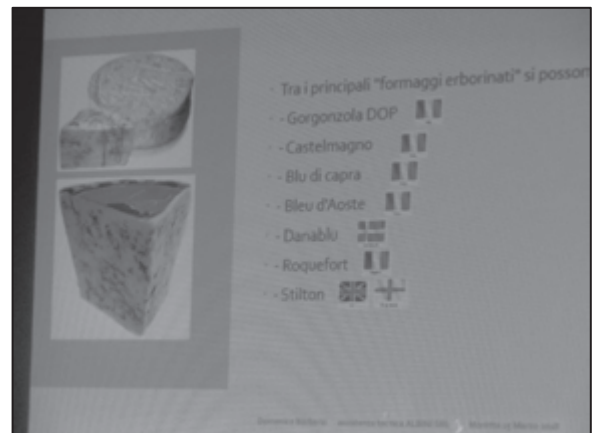 · Tra i principali "formaggi erborinati" si posson
· - Gorgonzola DOP
· - Castelmagno
· - Blu di capra
· - Bleu d'Aoste
· - Danablu
· - Roquefort
· - Stilton